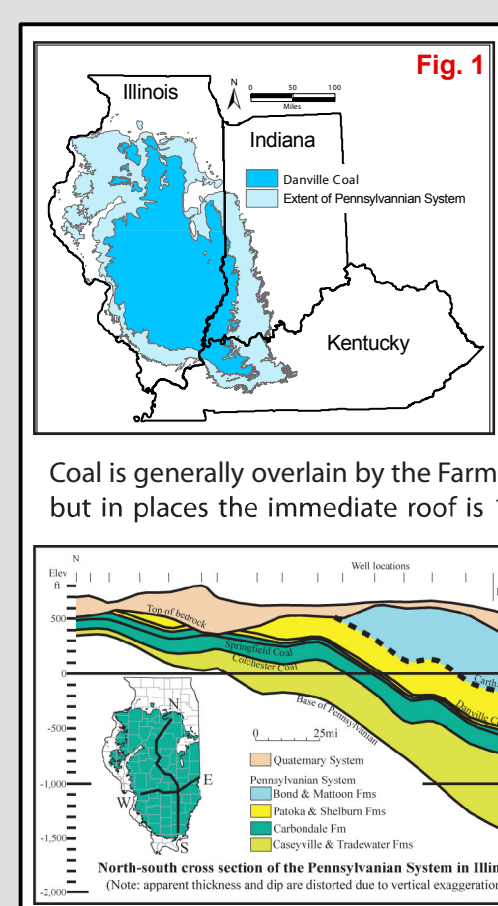 Fig. 1
Illinois
N
0 50 100
Miles
Indiana
Danville Coal
Extent of Pennsylvannian System
Kentucky
Coal is generally overlain by the Farm
but in places the immediate roof is
N
Elev
ft
Well locations
500
Top of bedrock
Springfield Coal
Colchester Coal
0
Carth
Danville C
Base of Pennsylvanian
-500
N
0 25mi
Quaternary System
Pennsylvanian System
Bond & Mattoon Fms
-1,000
E
W
Patoka & Shelburn Fms
Carbondale Fm
-1,500
S
Caseyville & Tradewater Fms
North-south cross section of the Pennsylvanian System in Illin
(Note: apparent thickness and dip are distorted due to vertical exaggeration
-2,000